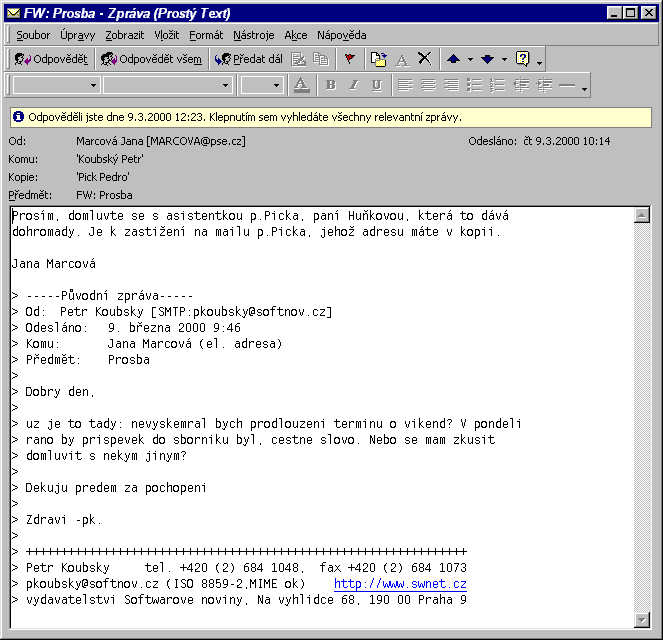 FW: Prosba - Zpráva (Prostý Text)
Soubor Úpravy Zobrazit Vložit Formát Nástroje Akce Nápověda
Odpovědět Odpovědět všem Předat dál
A B I U
Odpověděli jste dne 9.3.2000 12:23. Klepnutím sem vyhledáte všechny relevantní zprávy.
Od: Marcová Jana [MARCOVA@pse.cz] Odesláno: čt 9.3.2000 10:14
Komu: 'Koubský Petr'
Kopie: 'Pick Pedro'
Předmět: FW: Prosba
Prosím, domluvte se s asistentkou p.Picka, paní Huňkovou, která to dává
dohromady. Je k zastižení na mailu p.Picka, jehož adresu máte v kopii.
Jana Marcová
> -----Původní zpráva-----
> Od: Petr Koubsky [SMTP:pkoubsky@softnov.cz]
> Odesláno: 9. března 2000 9:46
> Komu: Jana Marcová (el. adresa)
> Předmět: Prosba
>
> Dobry den,
>
> uz je to tady: nevyskemral bych prodlouzeni terminu o vikend? V pondeli
> rano by prispevek do sborniku byl, cestne slovo. Nebo se mam zkusit
> domluvit s nekym jinym?
>
> Dekuju predem za pochopeni
>
> Zdravi -pk.
>
> ++++++++++++++++++++++++++++++++++++++++++++++++++++++++++++++
> Petr Koubsky tel. +420 (2) 684 1048, fax +420 (2) 684 1073
> pkoubsky@softnov.cz (ISO 8859-2,MIME ok) http://www.swnet.cz
> vydavatelství Softwarove noviny, Na vyhlidce 68, 190 00 Praha 9